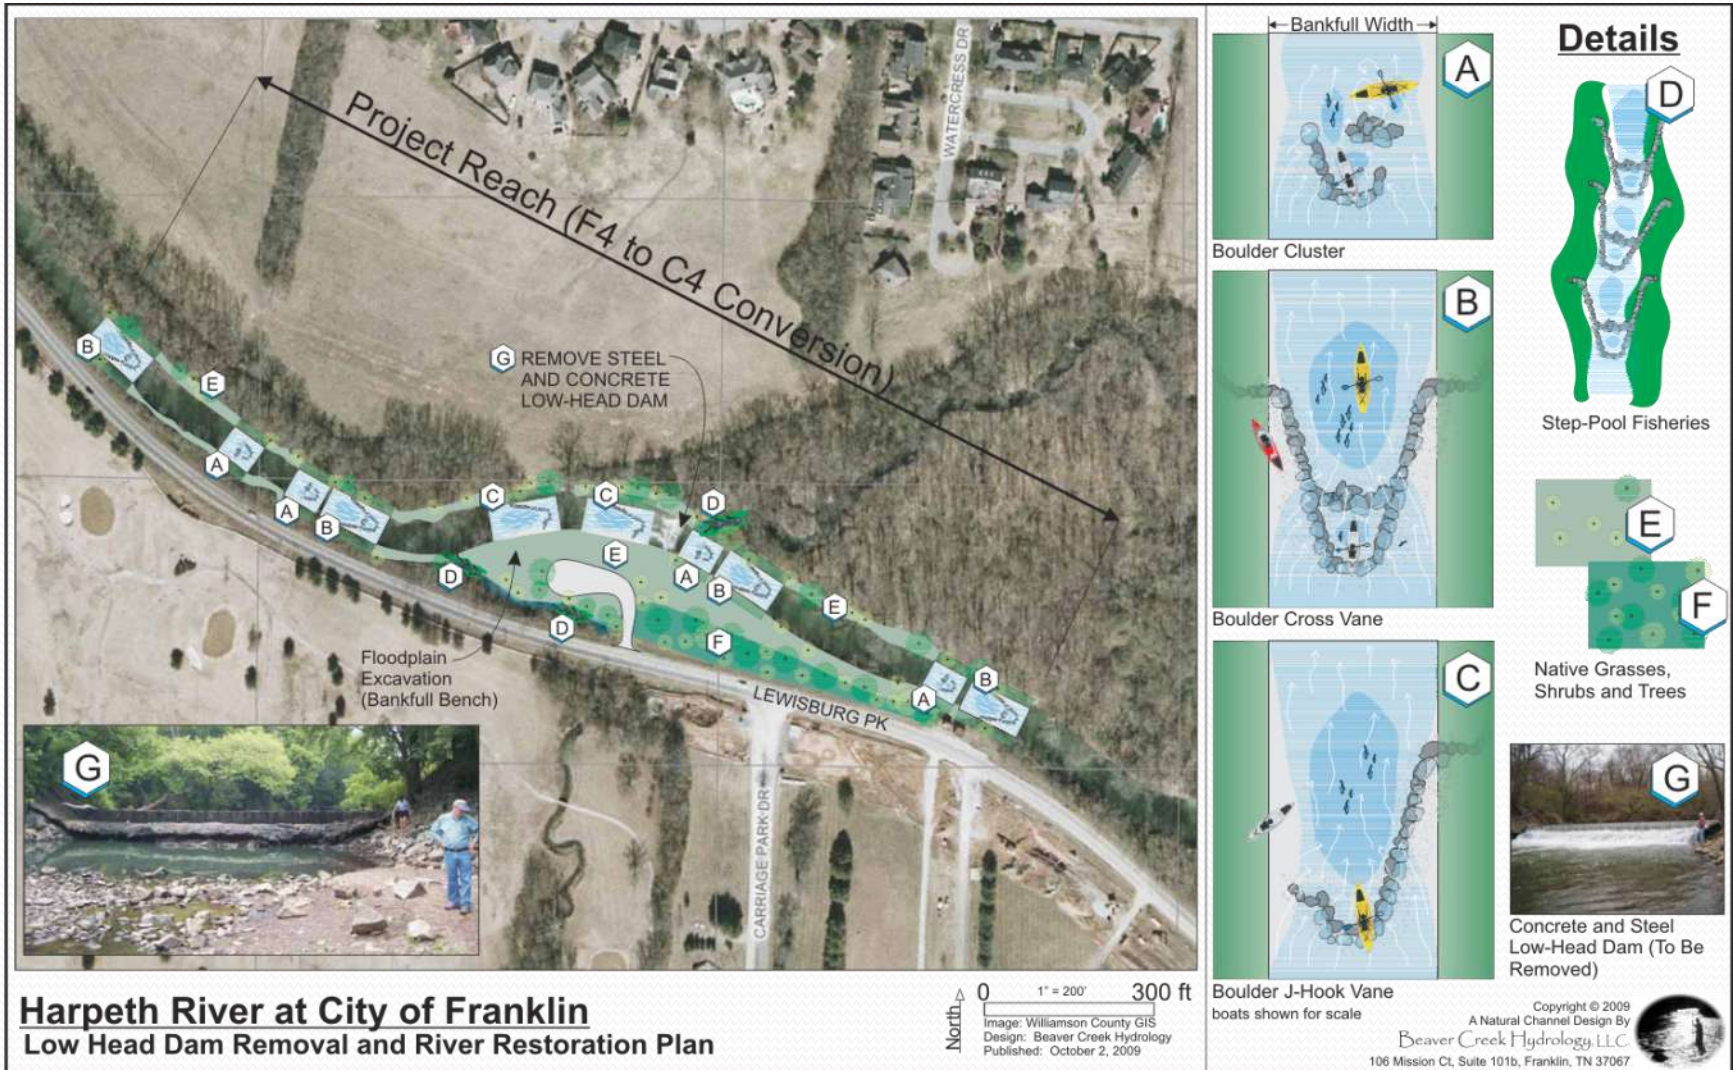 Project Reach (F4 to C4 Conversion)
WATERCRESS DR
G REMOVE STEEL
AND CONCRETE
LOW-HEAD DAM
B
E
A
A
B
C
C
D
D
E
A
B
E
D
F
A
B
Floodplain
Excavation
(Bankfull Bench)
LEWISBURG PK
CARRIAGE PARK DR
G
Harpeth River at City of Franklin
Low Head Dam Removal and River Restoration Plan
North
0 1" = 200' 300 ft
Image: Williamson County GIS
Design: Beaver Creek Hydrology
Published: October 2, 2009
Bankfull Width
A
Boulder Cluster
B
Boulder Cross Vane
C
Boulder J-Hook Vane
boats shown for scale
Details
D
Step-Pool Fisheries
E
F
Native Grasses,
Shrubs and Trees
G
Concrete and Steel
Low-Head Dam (To Be
Removed)
Copyright © 2009
A Natural Channel Design By
Beaver Creek Hydrology, LLC
106 Mission Ct, Suite 101b, Franklin, TN 37067